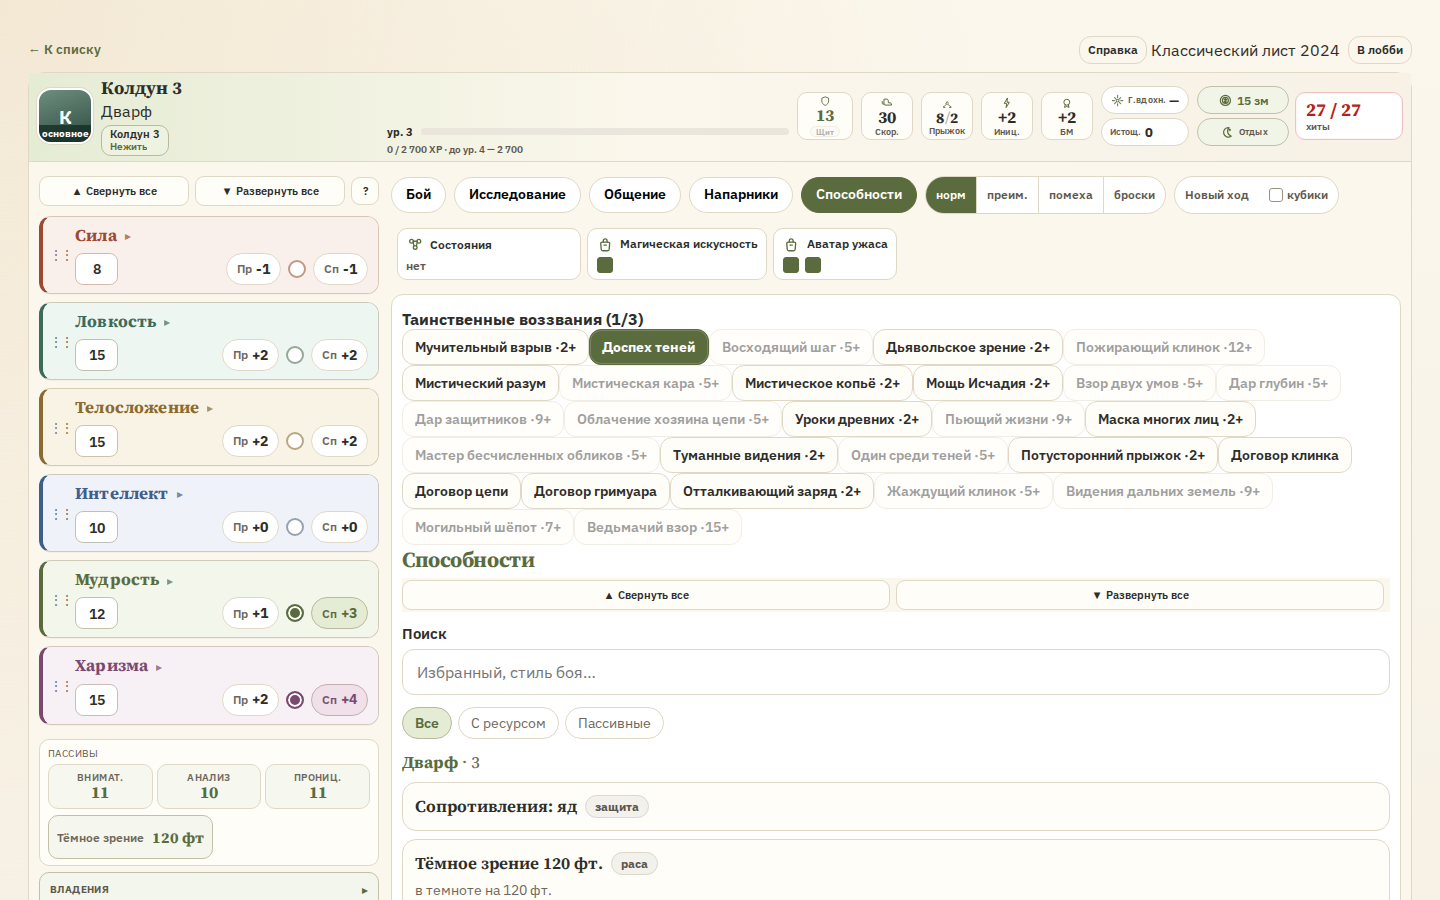 ← К списку
Справка Классический лист 2024 В лобби
К
основное
Колдун 3
Дварф
Колдун 3
Нежить
ур. 3
0 / 2 700 XP · до ур. 4 — 2 700
13
Щит
30
Скор.
8/2
Прыжок
+2
Иниц.
+2
БМ
Г.вдохн. —
Истощ. 0
15 зм
Отдых
27 / 27
хиты
▲ Свернуть все
▼ Развернуть все
?
Сила ▸
8
Пр -1
Сп -1
Ловкость ▸
15
Пр +2
Сп +2
Телосложение ▸
15
Пр +2
Сп +2
Интеллект ▸
10
Пр +0
Сп +0
Мудрость ▸
12
Пр +1
Сп +3
Харизма ▸
15
Пр +2
Сп +4
ПАССИВЫ
ВНИМАТ.
11
АНАЛИЗ
10
ПРОНИЦ.
11
Тёмное зрение 120 фт
ВЛАДЕНИЯ ▸
Бой Исследование Общение Напарники Способности
норм преим. помеха броски
Новый ход кубики
Состояния
нет
Магическая искусность
Аватар ужаса
Таинственные воззвания (1/3)
Мучительный взрыв ·2+ Доспех теней Восходящий шаг ·5+ Дьявольское зрение ·2+ Пожирающий клинок ·12+
Мистический разум Мистическая кара ·5+ Мистическое копьё ·2+ Мощь Исчадия ·2+ Взор двух умов ·5+ Дар глубин ·5+
Дар защитников ·9+ Облачение хозяина цепи ·5+ Уроки древних ·2+ Пьющий жизни ·9+ Маска многих лиц ·2+
Мастер бесчисленных обликов ·5+ Туманные видения ·2+ Один среди теней ·5+ Потусторонний прыжок ·2+ Договор клинка
Договор цепи Договор гримуара Отталкивающий заряд ·2+ Жаждущий клинок ·5+ Видения дальних земель ·9+
Могильный шёпот ·7+ Ведьмачий взор ·15+
Способности
▲ Свернуть все
▼ Развернуть все
Поиск
Избранный, стиль боя...
Все С ресурсом Пассивные
Дварф · 3
Сопротивления: яд защита
Тёмное зрение 120 фт. раса
в темноте на 120 фт.